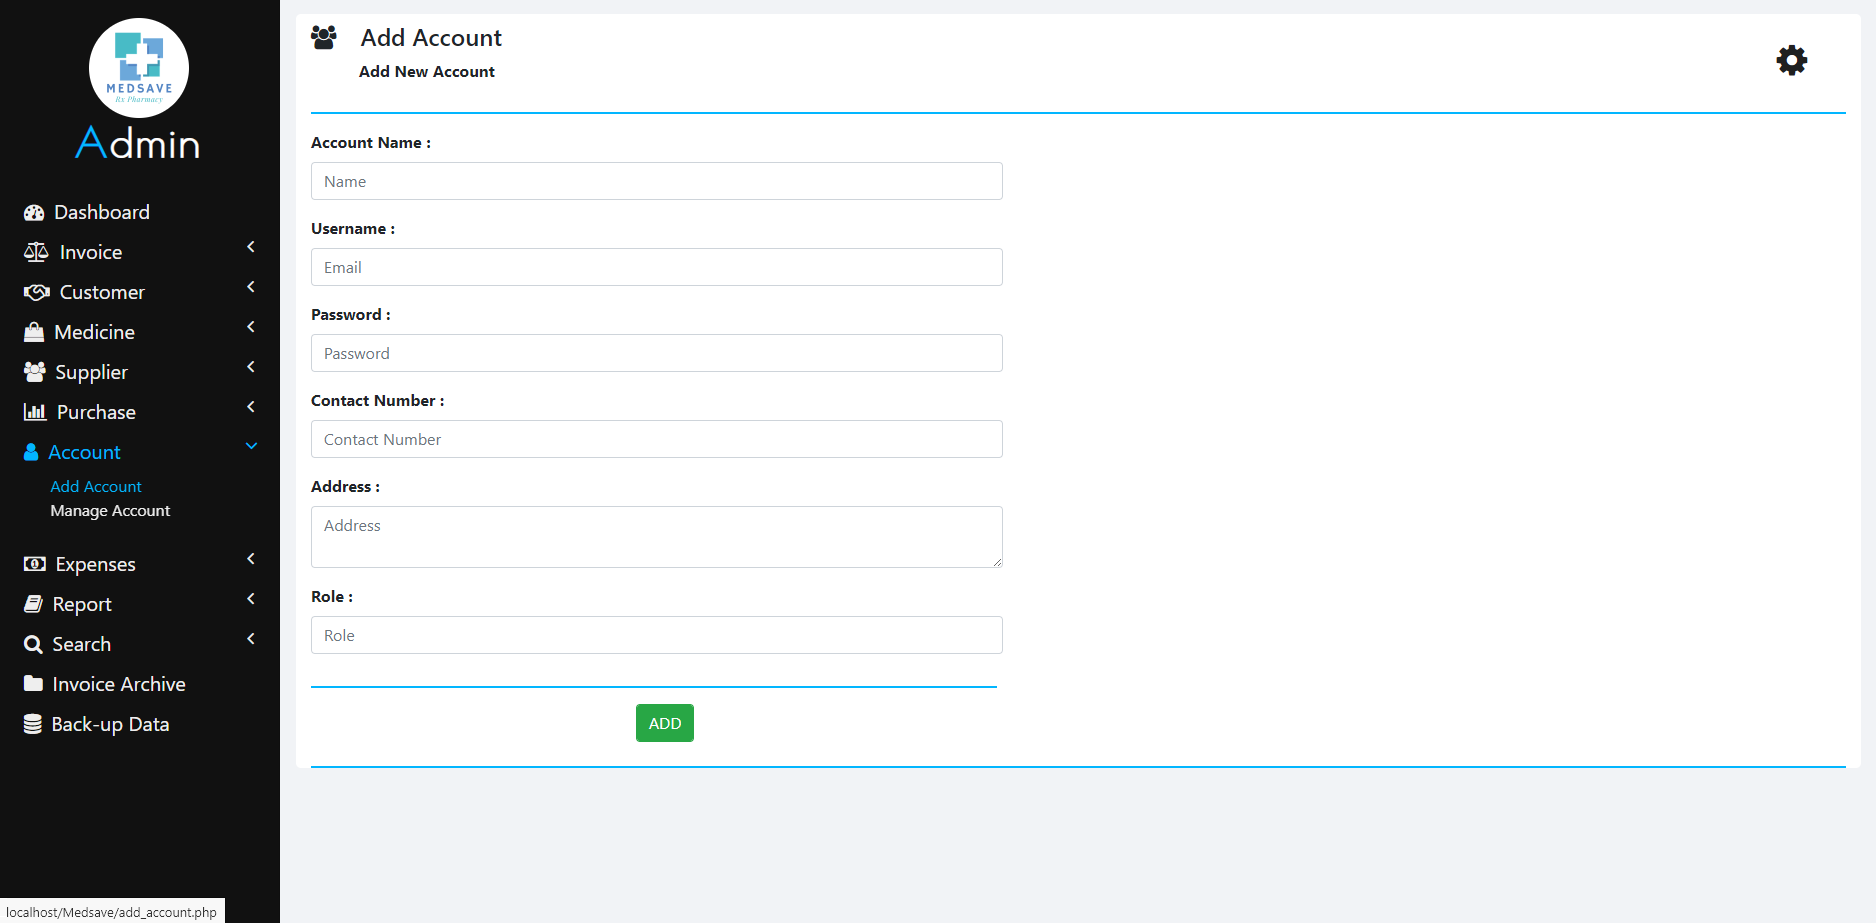 MEDSAVE
Rx Pharmacy
Admin
Dashboard
Invoice
Customer
Medicine
Supplier
Purchase
Account
Add Account
Manage Account
Expenses
Report
Search
Invoice Archive
Back-up Data
localhost/Medsave/add_account.php
Add Account
Add New Account
Account Name :
Name
Username :
Email
Password :
Password
Contact Number :
Contact Number
Address :
Address
Role :
Role
ADD